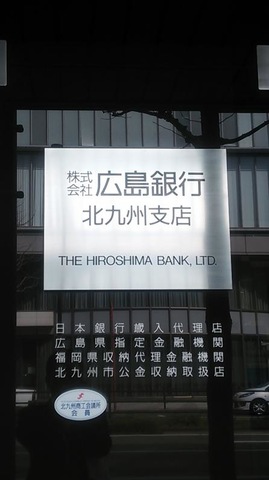 株式会社 広島銀行
北九州支店
THE HIROSHIMA BANK, LTD.
日本銀行歳入代理店
広島県指定金融機関
福岡県収納代理金融機関
北九州市公金収納取扱店
北九州商工会議所
会員